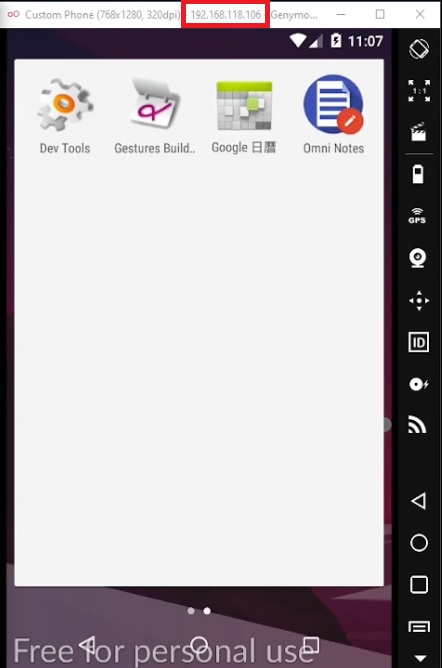 Custom Phone (768x1280, 320dpi) - 192.168.118.106 - Genymo...
11:07
1:1
GPS
ID
Dev Tools
Gestures Build..
Google 日曆
Omni Notes
Free for personal use